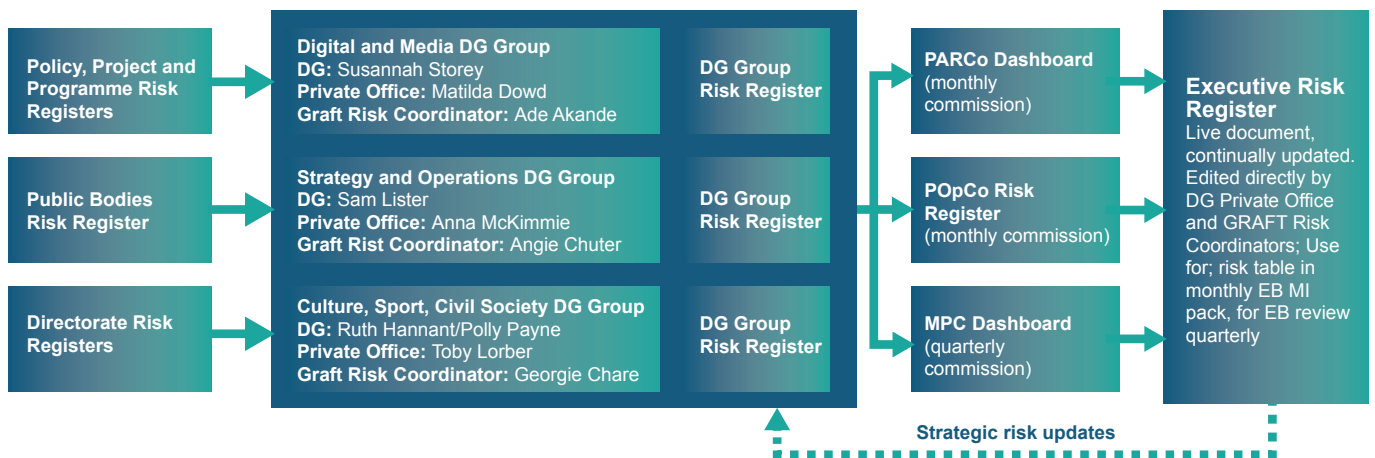 Policy, Project and
Programme Risk
Registers
Public Bodies
Risk Register
Directorate Risk
Registers
Digital and Media DG Group
DG: Susannah Storey
Private Office: Matilda Dowd
Graft Risk Coordinator: Ade Akande
DG Group
Risk Register
Strategy and Operations DG Group
DG: Sam Lister
Private Office: Anna McKimmie
Graft Rist Coordinator: Angie Chuter
DG Group
Risk Register
Culture, Sport, Civil Society DG Group
DG: Ruth Hannant/Polly Payne
Private Office: Toby Lorber
Graft Risk Coordinator: Georgie Chare
DG Group
Risk Register
PARCo Dashboard
(monthly
commission)
POpCo Risk
Register
(monthly commission)
MPC Dashboard
(quarterly
commission)
Executive Risk
Register
Live document,
continually updated.
Edited directly by
DG Private Office
and GRAFT Risk
Coordinators; Use
for; risk table in
monthly EB MI
pack, for EB review
quarterly
Strategic risk updates